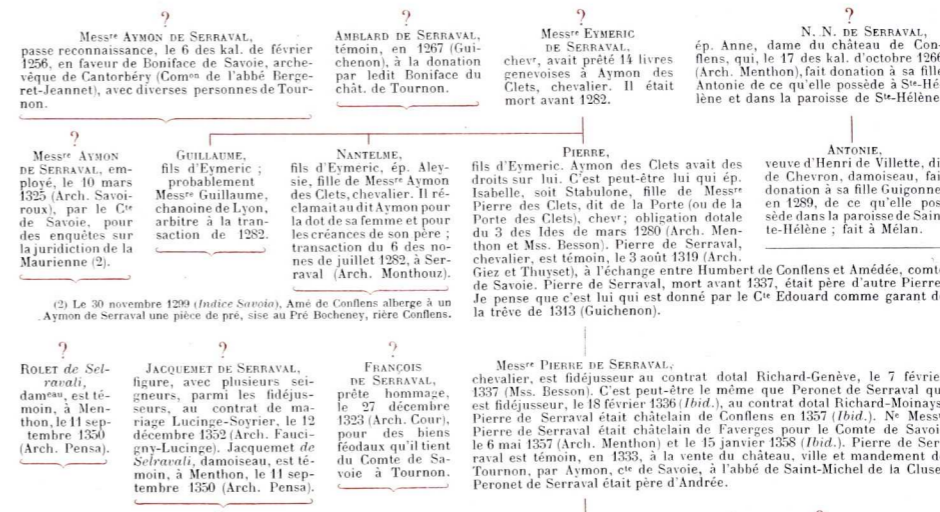 ?
Messre AYMON DE SERRAVAL,
passe reconnaissance, le 6 des kal. de février
1256, en faveur de Boniface de Savoie, arche-
vêque de Cantorbéry (Comon de l'abbé Berge-
ret-Jeannet), avec diverses personnes de Tour-
non.
?
AMBLARD DE SERRAVAL,
témoin, en 1267 (Gui-
chenon), à la donation
par ledit Boniface du
chât. de Tournon.
?
Messre EYMERIC
DE SERRAVAL,
chevr, avait prêté 14 livres
genevoises à Aymon des
Clets, chevalier. Il était
mort avant 1282.
?
N. N. DE SERRAVAL,
ép. Anne, dame du château de Con-
flens, qui, le 17 des kal. d'octobre 1266
(Arch. Menthon), fait donation à sa fille
Antonie de ce qu'elle possède à Ste-Hé-
lène et dans la paroisse de Ste-Hélène
?
Messre AYMON
DE SERRAVAL, em-
ployé, le 10 mars
1325 (Arch. Savoi-
roux), par le Cte
de Savoie, pour
des enquêtes sur
la juridiction de la
Maurienne (2).
GUILLAUME,
fils d'Eymeric ;
probablement
Messre Guillaume,
chanoine de Lyon,
arbitre à la tran-
saction de 1282.
NANTELME,
fils d'Eymeric, ép. Aley-
sie, fille de Messre Aymon
des Clets, chevalier. Il ré-
clamait au dit Aymon pour
la dot de sa femme et pour
les créances de son père ;
transaction du 6 des no-
nes de juillet 1282, à Ser-
raval (Arch. Monthouz).
PIERRE,
fils d'Eymeric. Aymon des Clets avait des
droits sur lui. C'est peut-être lui qui ép.
Isabelle, soit Stabulone, fille de Messre
Pierre des Clets, dit de la Porte (ou de la
Porte des Clets), chevr; obligation dotale
du 3 des Ides de mars 1280 (Arch. Men-
thon et Mss. Besson). Pierre de Serraval,
chevalier, est témoin, le 3 août 1319 (Arch.
Giez et Thuyset), à l'échange entre Humbert de Conflens et Amédée, comte
de Savoie. Pierre de Serraval, mort avant 1337, était père d'autre Pierre
Je pense que c'est lui qui est donné par le Cte Edouard comme garant d
la trêve de 1313 (Guichenon).
ANTONIE,
veuve d'Henri de Villette, di
de Chevron, damoiseau, fai
donation à sa fille Guigonne
en 1289, de ce qu'elle pos
sède dans la paroisse de Sain
te-Hélène ; fait à Mélan.
(2) Le 30 novembre 1299 (Indice Savoia), Amé de Conflens alberge à un
Aymon de Serraval une pièce de pré, sise au Pré Bocheney, rière Conflens.
?
ROLET de Sel-
ravali,
dameau, est té-
moin, à Men-
thon, le 11 sep-
tembre 1350
(Arch. Pensa).
?
JACQUEMET DE SERRAVAL,
figure, avec plusieurs sei-
gneurs, parmi les fidéjus-
seurs, au contrat de ma-
riage Lucinge-Soyrier, le 12
décembre 1352 (Arch. Fauci-
gny-Lucinge). Jacquemet de
Selravali, damoiseau, est té-
moin, à Menthon, le 11 sep-
tembre 1350 (Arch. Pensa).
?
FRANÇOIS
DE SERRAVAL,
prête hommage,
le 27 décembre
1323 (Arch. Cour),
pour des biens
féodaux qu'il tient
du Comte de Sa-
voie à Tournon.
Messre PIERRE DE SERRAVAL,
chevalier, est fidéjusseur au contrat dotal Richard-Genève, le 7 févrie
1337 (Mss. Besson). C'est peut-être le même que Peronet de Serraval qu
est fidéjusseur, le 18 février 1336 (Ibid.), au contrat dotal Richard-Moinays
Pierre de Serraval était châtelain de Conflens en 1357 (Ibid.). Ne Messr
Pierre de Serraval était châtelain de Faverges pour le Comte de Savoi
le 6 mai 1357 (Arch. Menthon) et le 15 janvier 1358 (Ibid.). Pierre de Ser
raval est témoin, en 1333, à la vente du château, ville et mandement d
Tournon, par Aymon, cte de Savoie, à l'abbé de Saint-Michel de la Cluse
Peronet de Serraval était père d'Andrée.